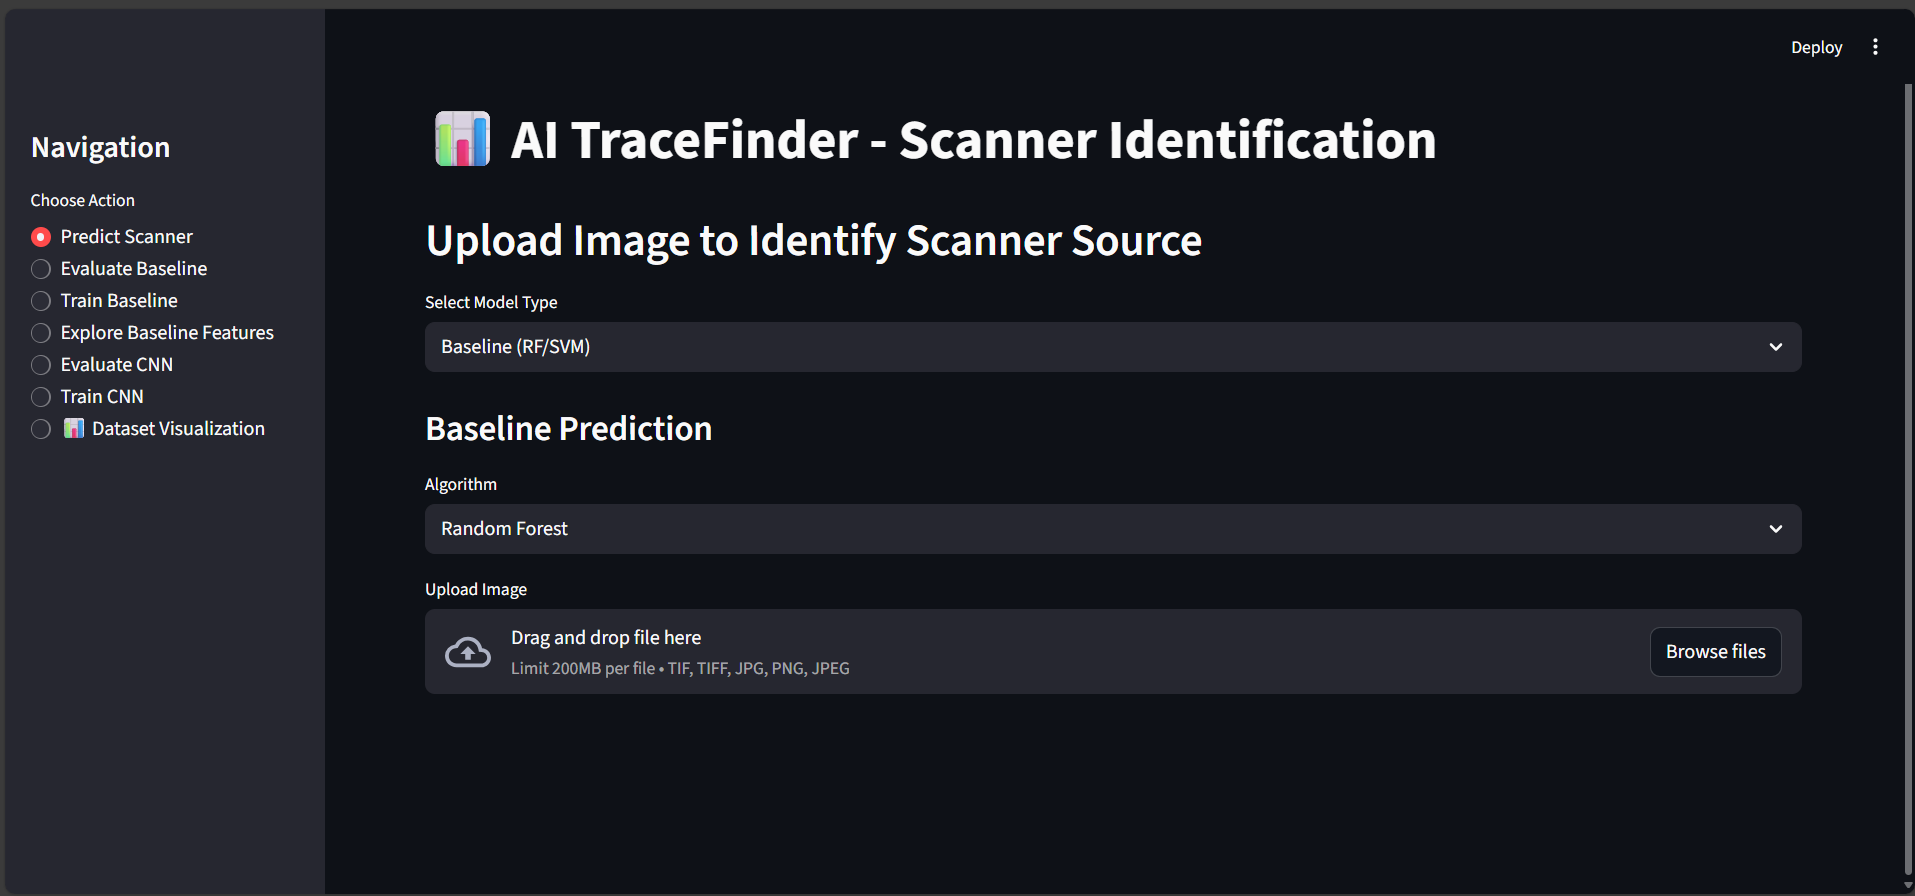 Deploy
Navigation
Choose Action
Predict Scanner
Evaluate Baseline
Train Baseline
Explore Baseline Features
Evaluate CNN
Train CNN
Dataset Visualization
AI TraceFinder - Scanner Identification
Upload Image to Identify Scanner Source
Select Model Type
Baseline (RF/SVM)
Baseline Prediction
Algorithm
Random Forest
Upload Image
Drag and drop file here
Limit 200MB per file • TIF, TIFF, JPG, PNG, JPEG
Browse files